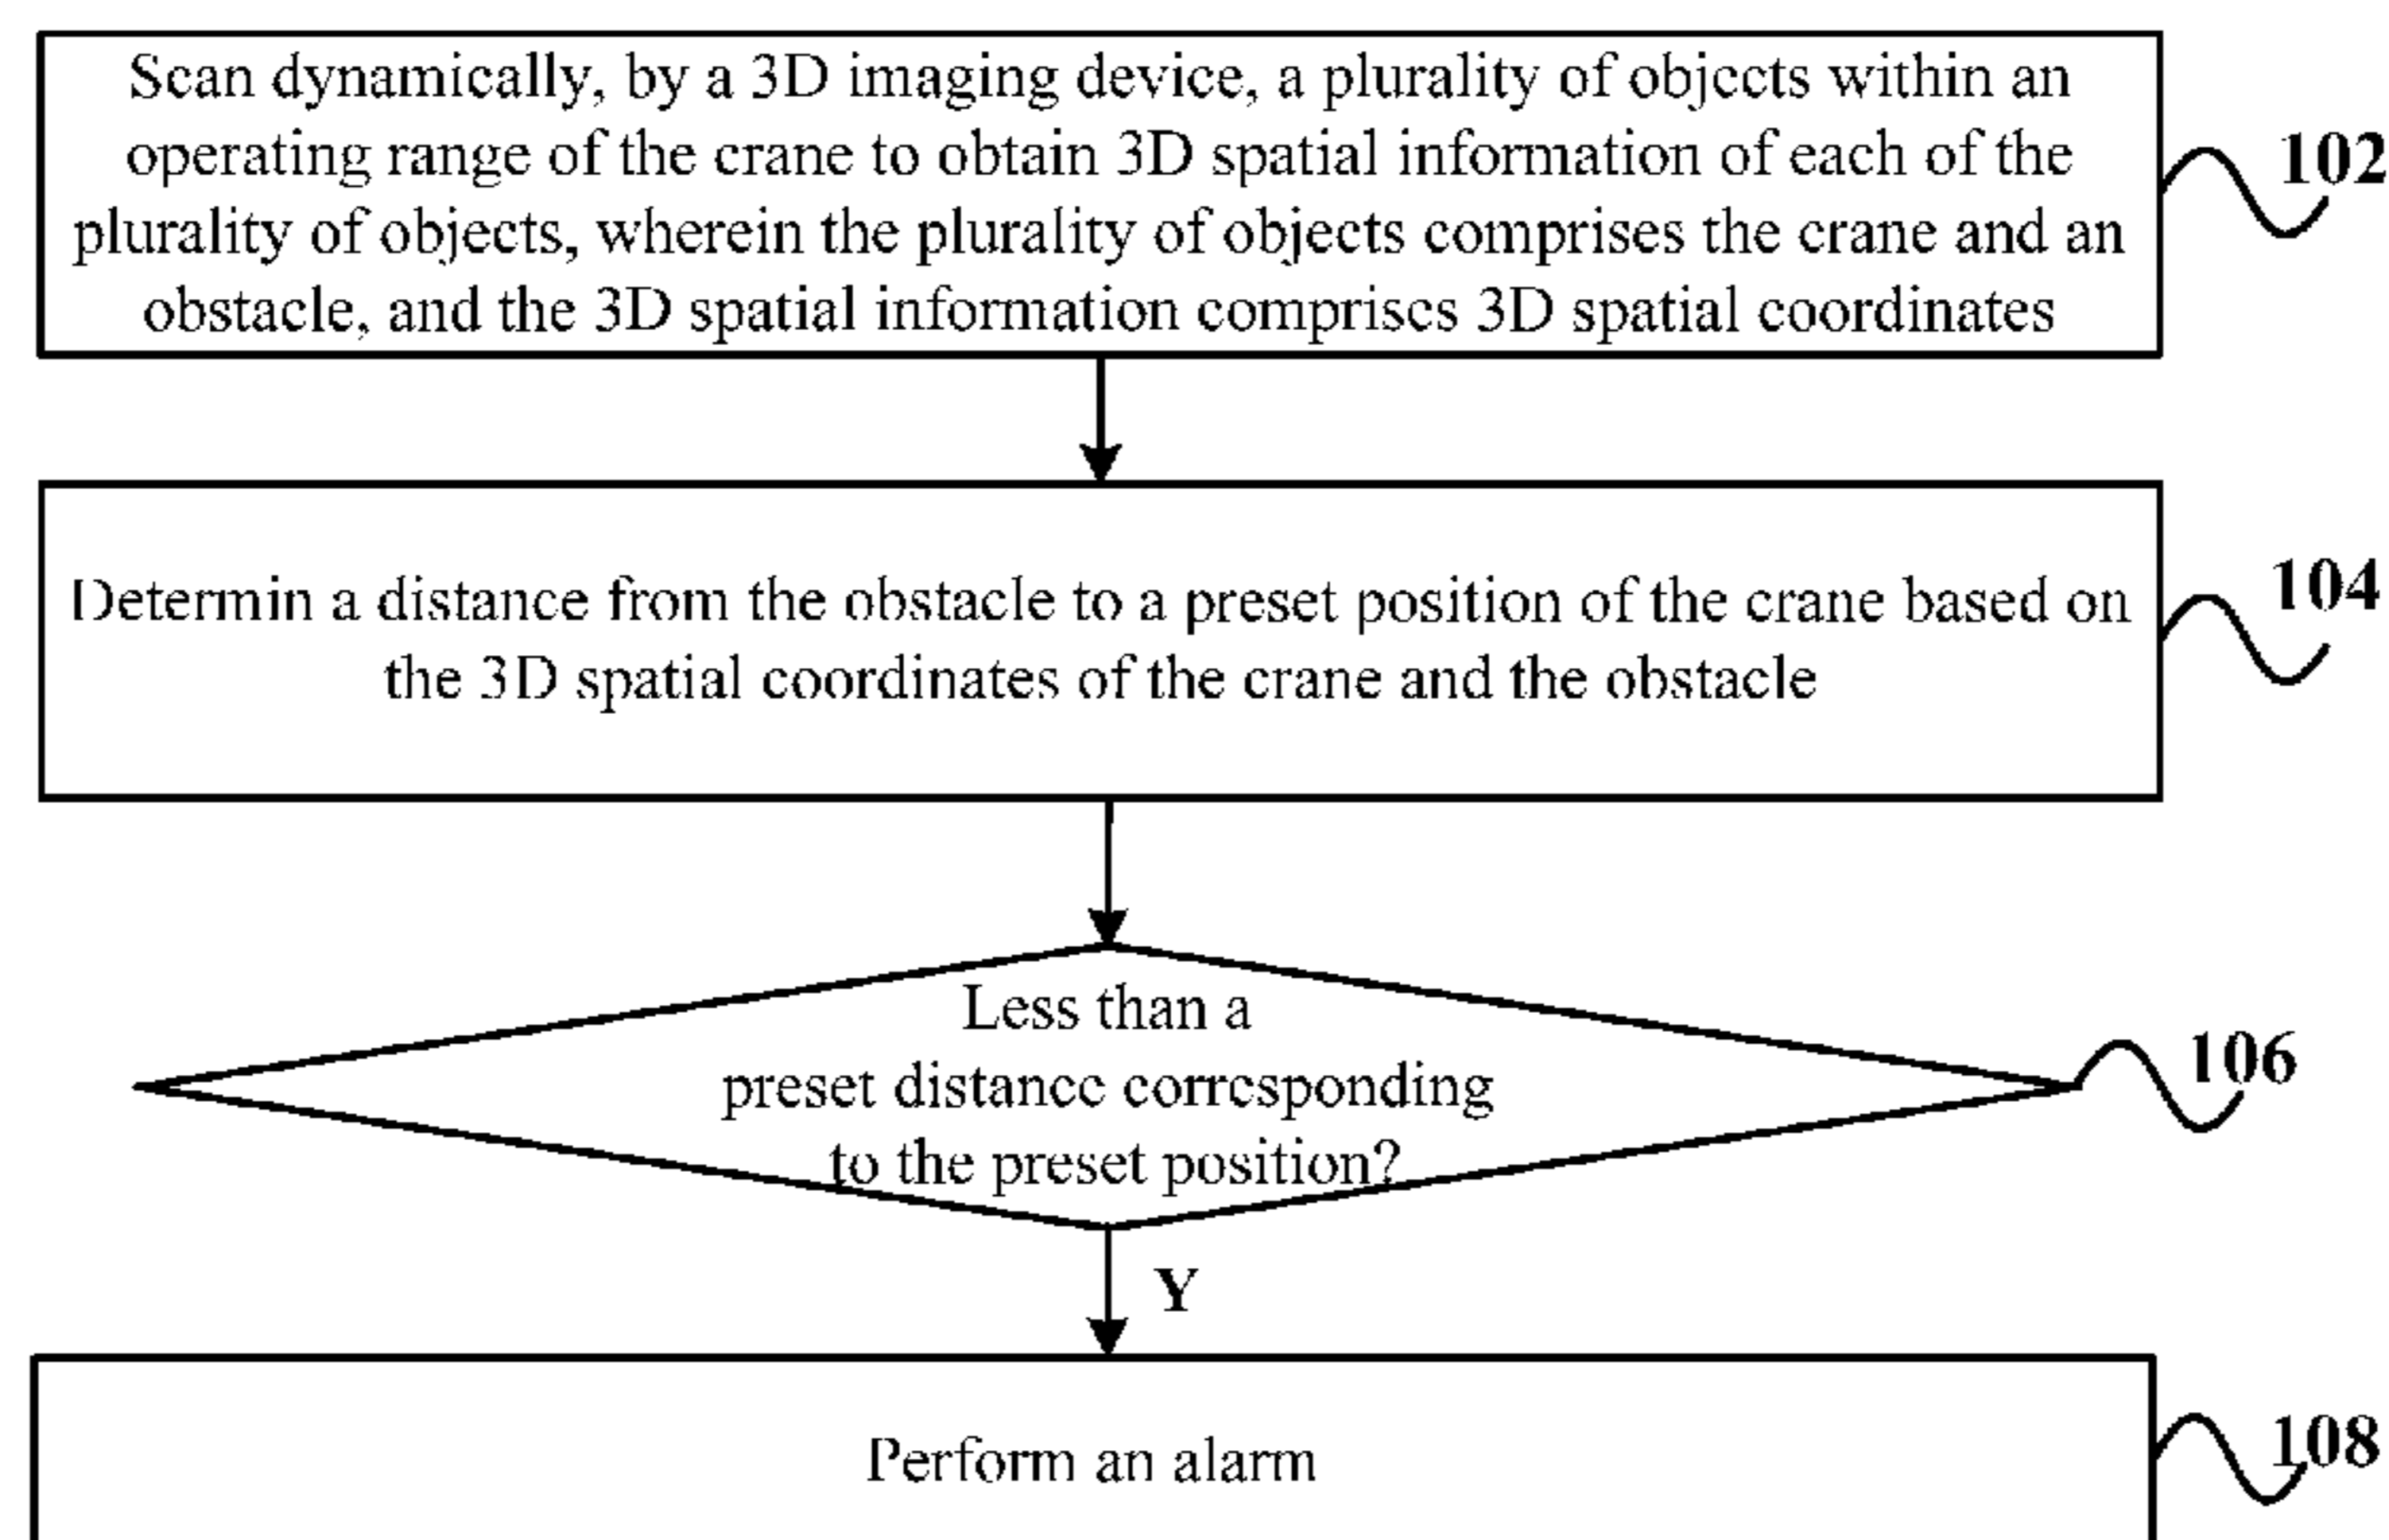 Scan dynamically, by a 3D imaging device, a plurality of objects within an
operating range of the crane to obtain 3D spatial information of each of the
plurality of objects, wherein the plurality of objects comprises the crane and an
obstacle, and the 3D spatial information comprises 3D spatial coordinates
102
Determin a distance from the obstacle to a preset position of the crane based on
the 3D spatial coordinates of the crane and the obstacle
104
Less than a
preset distance corresponding
to the preset position?
106
Y
Perform an alarm
108